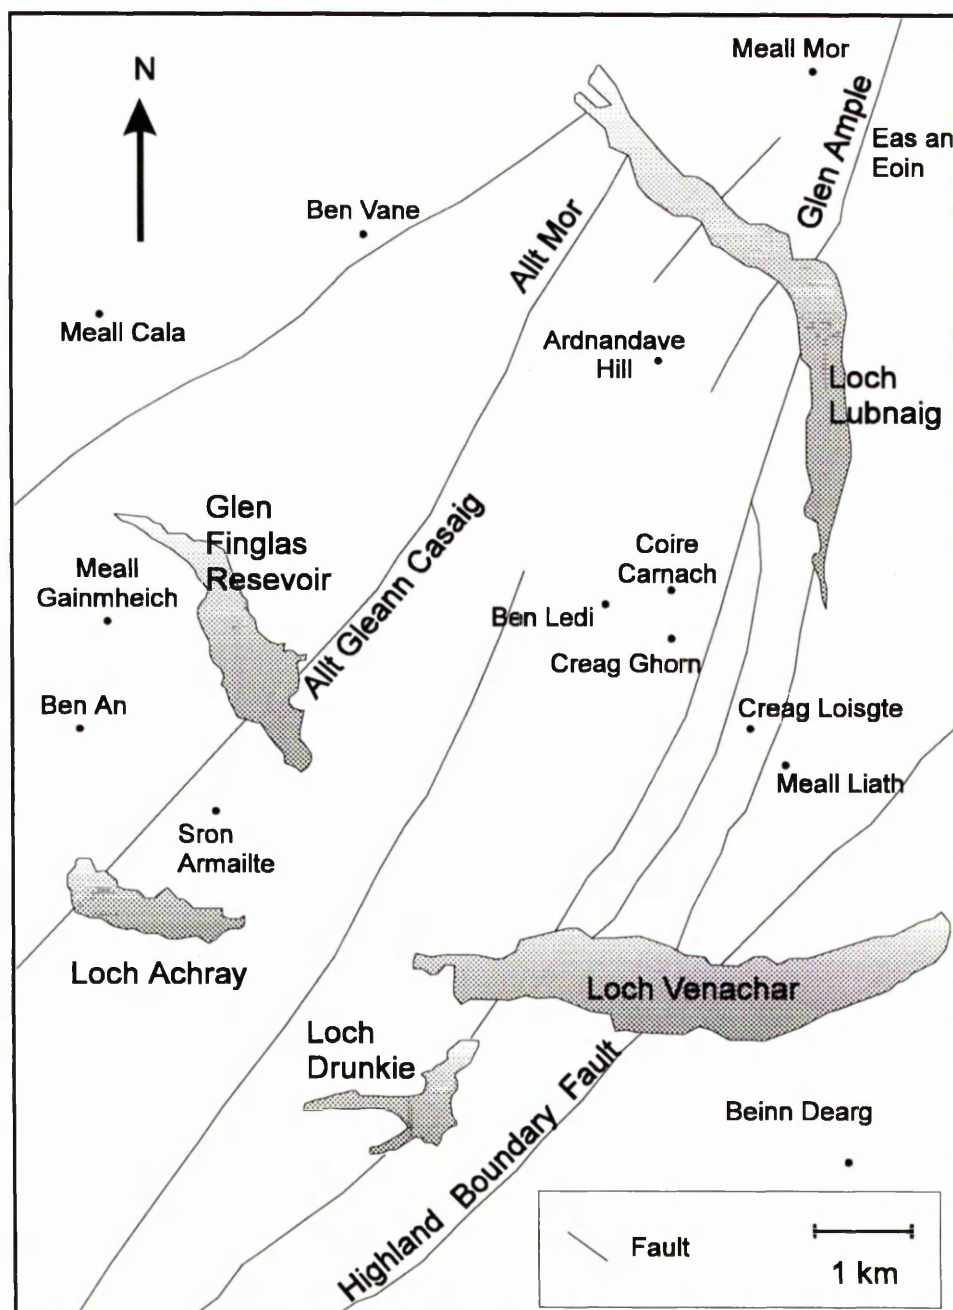 Meall Mor
N
Glen Ample
Eas an
Eoin
Ben Vane
Allt Mor
Meall Cala
Ardnandave
Hill
Loch
Lubnaig
Glen
Finglas
Resevoir
Allt Gleann Casaig
Coire
Carnach
Meall
Gainmheich
Ben Ledi
Creag Ghorn
Ben An
Creag Loisgte
Meall Liath
Sron
Armailte
Loch Achray
Loch Venachar
Loch
Drunkie
Highland Boundary Fault
Beinn Dearg
Fault
1 km